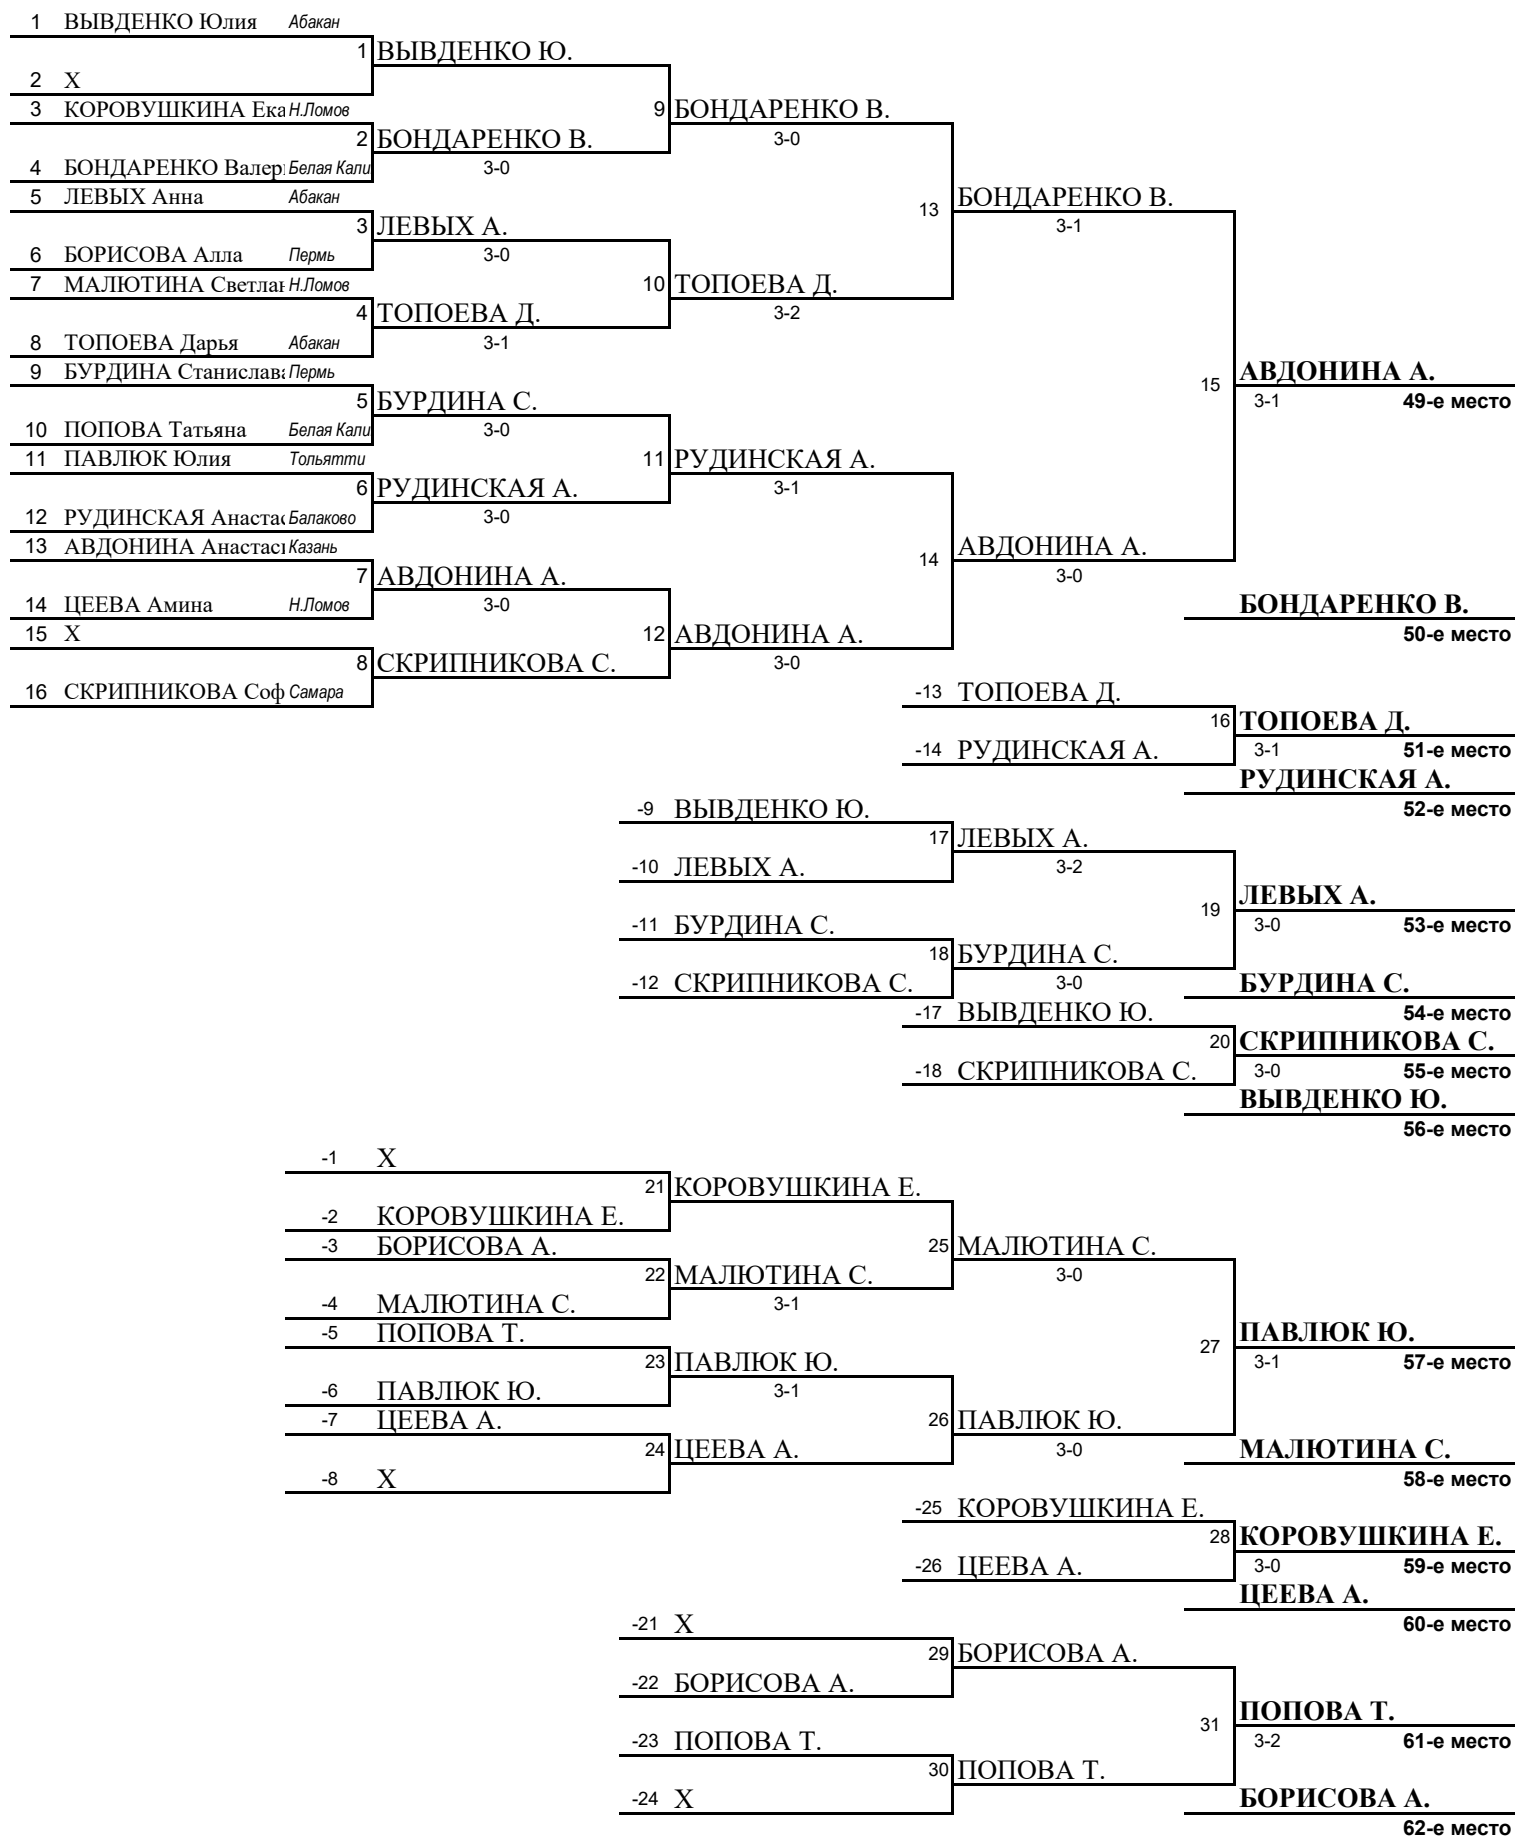 1 ВЫВДЕНКО Юлия Абакан
1 ВЫВДЕНКО Ю.
2 X
3 КОРОВУШКИНА Ека Н.Ломов
9 БОНДАРЕНКО В.
2 БОНДАРЕНКО В. 3-0
4 БОНДАРЕНКО Валер Белая Кали 3-0
5 ЛЕВЫХ Анна Абакан
13 БОНДАРЕНКО В.
3 ЛЕВЫХ А. 3-1
6 БОРИСОВА Алла Пермь 3-0
7 МАЛЮТИНА Светлан Н.Ломов
10 ТОПОЕВА Д.
4 ТОПОЕВА Д. 3-2
8 ТОПОЕВА Дарья Абакан 3-1
9 БУРДИНА Станислава Пермь
15 АВДОНИНА А.
5 БУРДИНА С. 3-1 49-е место
10 ПОПОВА Татьяна Белая Кали 3-0
11 ПАВЛЮК Юлия Тольятти
11 РУДИНСКАЯ А.
6 РУДИНСКАЯ А. 3-1
12 РУДИНСКАЯ Анастас Балаково 3-0
13 АВДОНИНА Анастаси Казань
14 АВДОНИНА А.
7 АВДОНИНА А. 3-0
14 ЦЕЕВА Амина Н.Ломов 3-0
БОНДАРЕНКО В.
15 X
12 АВДОНИНА А.
50-е место
8 СКРИПНИКОВА С. 3-0
16 СКРИПНИКОВА Соф Самара
-13 ТОПОЕВА Д.
16 ТОПОЕВА Д.
-14 РУДИНСКАЯ А. 3-1 51-е место
РУДИНСКАЯ А.
-9 ВЫВДЕНКО Ю. 52-е место
17 ЛЕВЫХ А.
-10 ЛЕВЫХ А. 3-2
19 ЛЕВЫХ А.
-11 БУРДИНА С. 3-0 53-е место
18 БУРДИНА С.
-12 СКРИПНИКОВА С. 3-0 БУРДИНА С.
-17 ВЫВДЕНКО Ю. 54-е место
20 СКРИПНИКОВА С.
-18 СКРИПНИКОВА С. 3-0 55-е место
ВЫВДЕНКО Ю.
56-е место
-1 X
21 КОРОВУШКИНА Е.
-2 КОРОВУШКИНА Е.
-3 БОРИСОВА А.
25 МАЛЮТИНА С.
22 МАЛЮТИНА С. 3-0
-4 МАЛЮТИНА С. 3-1
-5 ПОПОВА Т.
27 ПАВЛЮК Ю.
23 ПАВЛЮК Ю. 3-1 57-е место
-6 ПАВЛЮК Ю. 3-1
-7 ЦЕЕВА А.
26 ПАВЛЮК Ю.
24 ЦЕЕВА А. 3-0 МАЛЮТИНА С.
-8 X 58-е место
-25 КОРОВУШКИНА Е.
28 КОРОВУШКИНА Е.
-26 ЦЕЕВА А. 3-0 59-е место
ЦЕЕВА А.
-21 X 60-е место
29 БОРИСОВА А.
-22 БОРИСОВА А.
31 ПОПОВА Т.
-23 ПОПОВА Т. 3-2 61-е место
30 ПОПОВА Т.
-24 X БОРИСОВА А.
62-е место